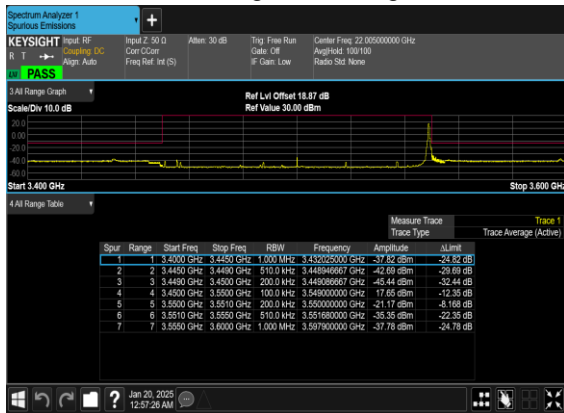 Spectrum Analyzer 1
Spurious Emissions
+
KEYSIGHT Input: RF Input Z: 50 Ω Atten: 30 dB Trig: Free Run Center Freq: 22.005000000 GHz
R T Coupling: DC Corr CCorr Gate: Off Avg|Hold: 100/100
Align: Auto Freq Ref: Int (S) IF Gain: Low Radio Std: None
PASS
3 All Range Graph
Ref Lvl Offset 18.87 dB
Scale/Div 10.0 dB Ref Value 30.00 dBm
20.0
0.00
-20.0
-40.0
-60.0
Start 3.400 GHz Stop 3.600 GHz
4 All Range Table
Measure Trace Trace 1
Trace Type Trace Average (Active)
Spur Range Start Freq Stop Freq RBW Frequency Amplitude ΔLimit
1 1 3.4000 GHz 3.4450 GHz 1.000 MHz 3.432025000 GHz -37.82 dBm -24.82 dB
2 2 3.4450 GHz 3.4490 GHz 510.0 kHz 3.448946667 GHz -42.69 dBm -29.69 dB
3 3 3.4490 GHz 3.4500 GHz 200.0 kHz 3.449086667 GHz -45.44 dBm -32.44 dB
4 4 3.4500 GHz 3.5500 GHz 100.0 kHz 3.549000000 GHz 17.65 dBm -12.35 dB
5 5 3.5500 GHz 3.5510 GHz 200.0 kHz 3.550000000 GHz -21.17 dBm -8.168 dB
6 6 3.5510 GHz 3.5550 GHz 510.0 kHz 3.551680000 GHz -35.35 dBm -22.35 dB
7 7 3.5550 GHz 3.6000 GHz 1.000 MHz 3.597900000 GHz -37.78 dBm -24.78 dB
? Jan 20, 2025
12:57:26 AM